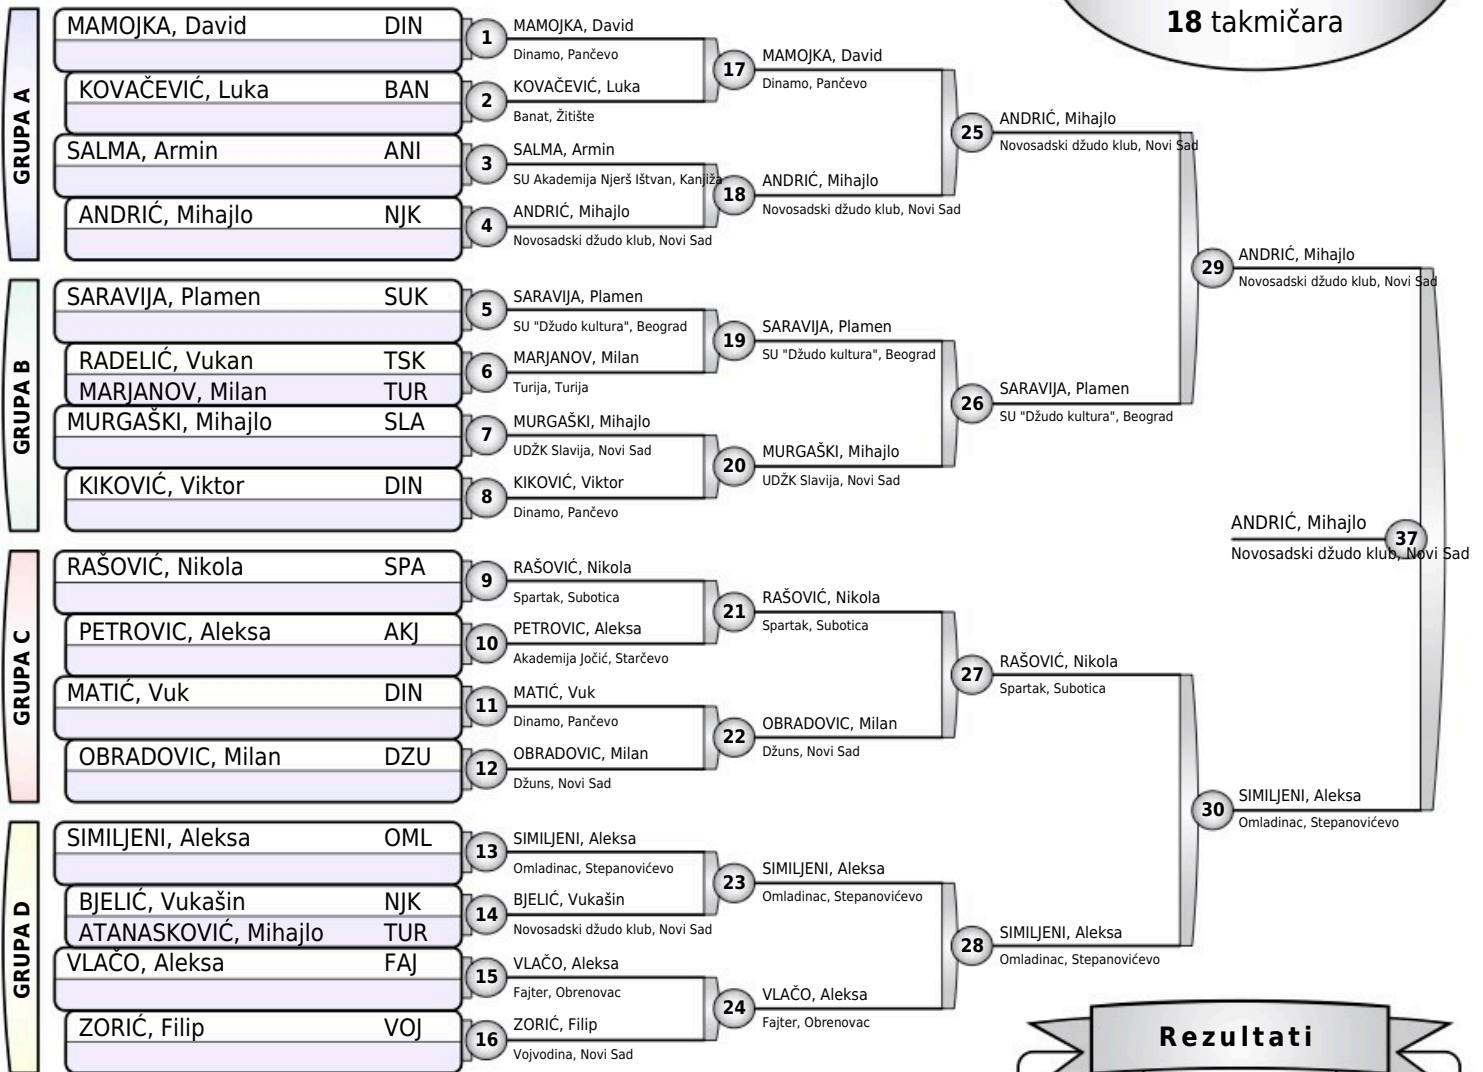 18 takmičara
GRUPA A
MAMOJKA, David DIN
KOVAČEVIĆ, Luka BAN
SALMA, Armin ANI
ANDRIĆ, Mihajlo NJK
GRUPA B
SARAVIJA, Plamen SUK
RADELIĆ, Vukan TSK
MARJANOV, Milan TUR
MURGAŠKI, Mihajlo SLA
KIKOVIĆ, Viktor DIN
GRUPA C
RAŠOVIĆ, Nikola SPA
PETROVIC, Aleksa AKJ
MATIĆ, Vuk DIN
OBRADOVIC, Milan DZU
GRUPA D
SIMILJENI, Aleksa OML
BJELIĆ, Vukašin NJK
ATANASKOVIĆ, Mihajlo TUR
VLAČO, Aleksa FAJ
ZORIĆ, Filip VOJ
1 MAMOJKA, David
Dinamo, Pančevo
2 KOVAČEVIĆ, Luka
Banat, Žitište
3 SALMA, Armin
SU Akademija Njerš Ištvan, Kanjiža
4 ANDRIĆ, Mihajlo
Novosadski džudo klub, Novi Sad
5 SARAVIJA, Plamen
SU "Džudo kultura", Beograd
6 MARJANOV, Milan
Turija, Turija
7 MURGAŠKI, Mihajlo
UDŽK Slavija, Novi Sad
8 KIKOVIĆ, Viktor
Dinamo, Pančevo
9 RAŠOVIĆ, Nikola
Spartak, Subotica
10 PETROVIC, Aleksa
Akademija Jočić, Starčevo
11 MATIĆ, Vuk
Dinamo, Pančevo
12 OBRADOVIC, Milan
Džuns, Novi Sad
13 SIMILJENI, Aleksa
Omladinac, Stepanovićevo
14 BJELIĆ, Vukašin
Novosadski džudo klub, Novi Sad
15 VLAČO, Aleksa
Fajter, Obrenovac
16 ZORIĆ, Filip
Vojvodina, Novi Sad
17 MAMOJKA, David
Dinamo, Pančevo
18 ANDRIĆ, Mihajlo
Novosadski džudo klub, Novi Sad
19 SARAVIJA, Plamen
SU "Džudo kultura", Beograd
20 MURGAŠKI, Mihajlo
UDŽK Slavija, Novi Sad
21 RAŠOVIĆ, Nikola
Spartak, Subotica
22 OBRADOVIC, Milan
Džuns, Novi Sad
23 SIMILJENI, Aleksa
Omladinac, Stepanovićevo
24 VLAČO, Aleksa
Fajter, Obrenovac
25 ANDRIĆ, Mihajlo
Novosadski džudo klub, Novi Sad
26 SARAVIJA, Plamen
SU "Džudo kultura", Beograd
27 RAŠOVIĆ, Nikola
Spartak, Subotica
28 SIMILJENI, Aleksa
Omladinac, Stepanovićevo
29 ANDRIĆ, Mihajlo
Novosadski džudo klub, Novi Sad
30 SIMILJENI, Aleksa
Omladinac, Stepanovićevo
ANDRIĆ, Mihajlo 37
Novosadski džudo klub, Novi Sad
Rezultati